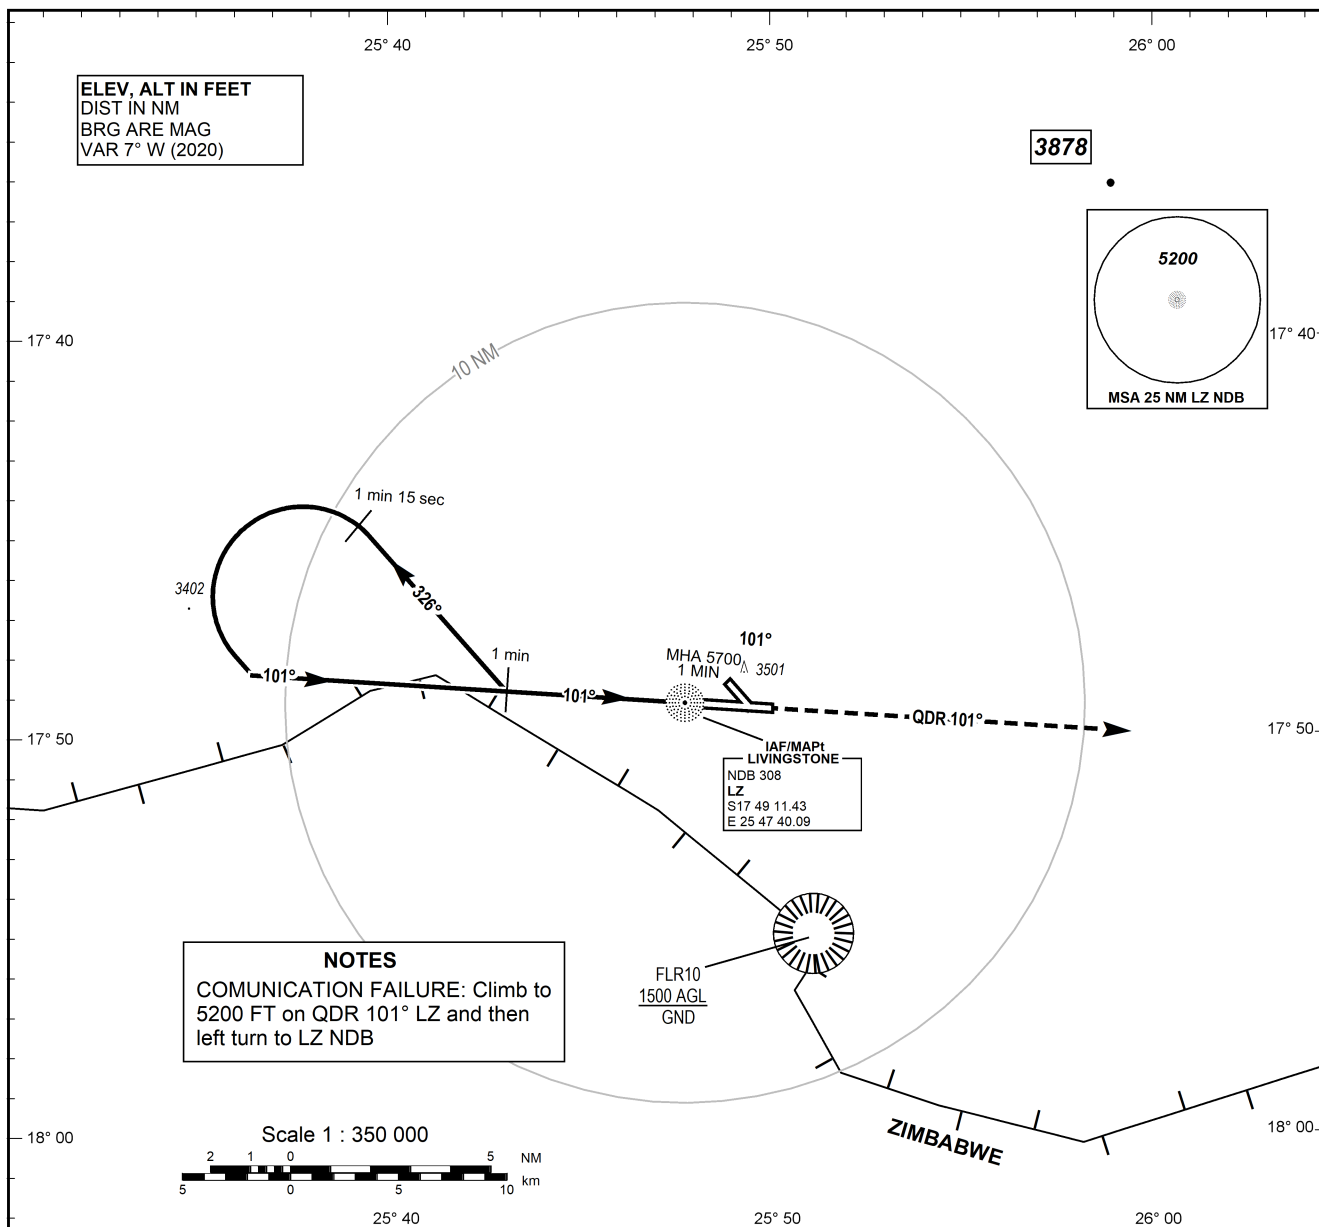 25° 40
25° 50
26° 00
ELEV, ALT IN FEET
DIST IN NM
BRG ARE MAG
VAR 7° W (2020)
3878
5200
MSA 25 NM LZ NDB
17° 40
17° 40
10 NM
1 min 15 sec
3402
326°
1 min
101°
101°
101°
MHA 5700
1 MIN
3501
QDR 101°
17° 50
17° 50
IAF/MAPt
LIVINGSTONE
NDB 308
LZ
S17 49 11.43
E 25 47 40.09
FLR10
1500 AGL
GND
NOTES
COMUNICATION FAILURE: Climb to
5200 FT on QDR 101° LZ and then
left turn to LZ NDB
ZIMBABWE
18° 00
18° 00
Scale 1 : 350 000
2 1 0 5 NM
5 0 5 10 km
25° 40
25° 50
26° 00